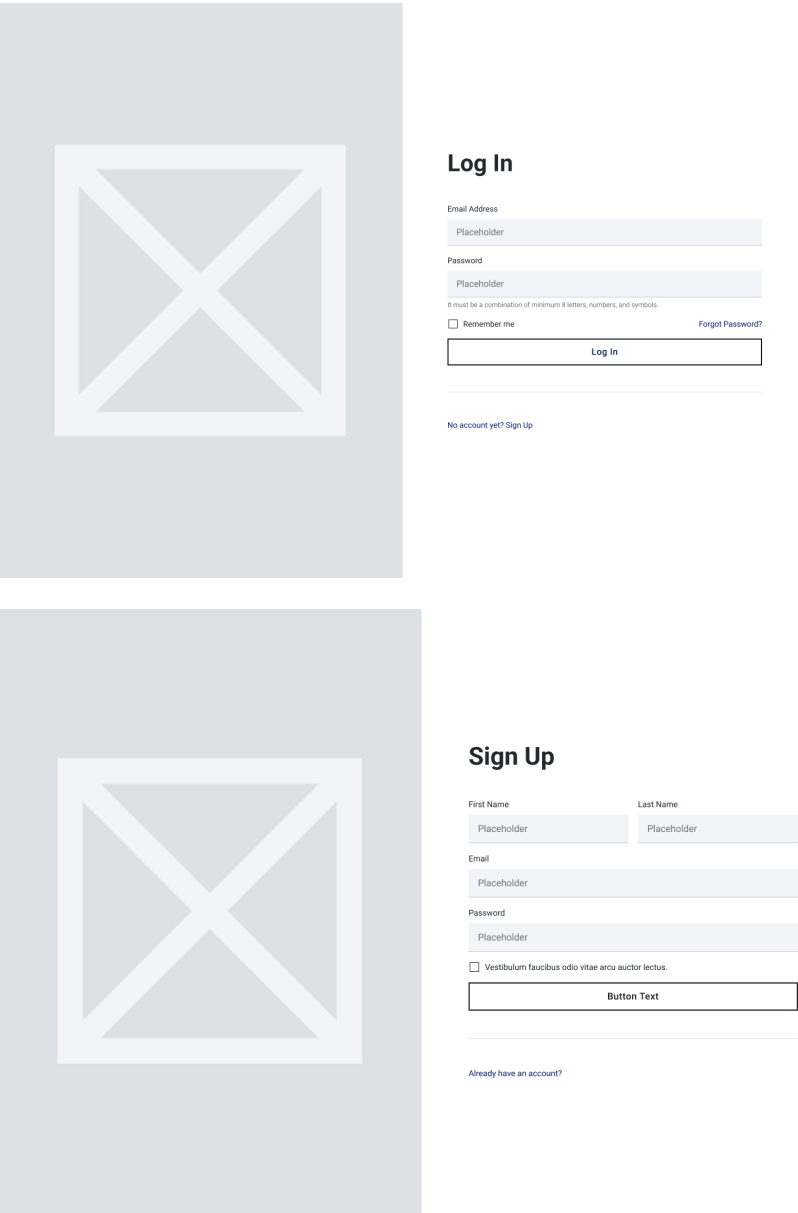 Log In
Email Address
Placeholder
Password
Placeholder
It must be a combination of minimum 8 letters, numbers, and symbols.
Remember me Forgot Password?
Log In
No account yet? Sign Up
Sign Up
First Name Last Name
Placeholder Placeholder
Email
Placeholder
Password
Placeholder
Vestibulum faucibus odio vitae arcu auctor lectus.
Button Text
Already have an account?